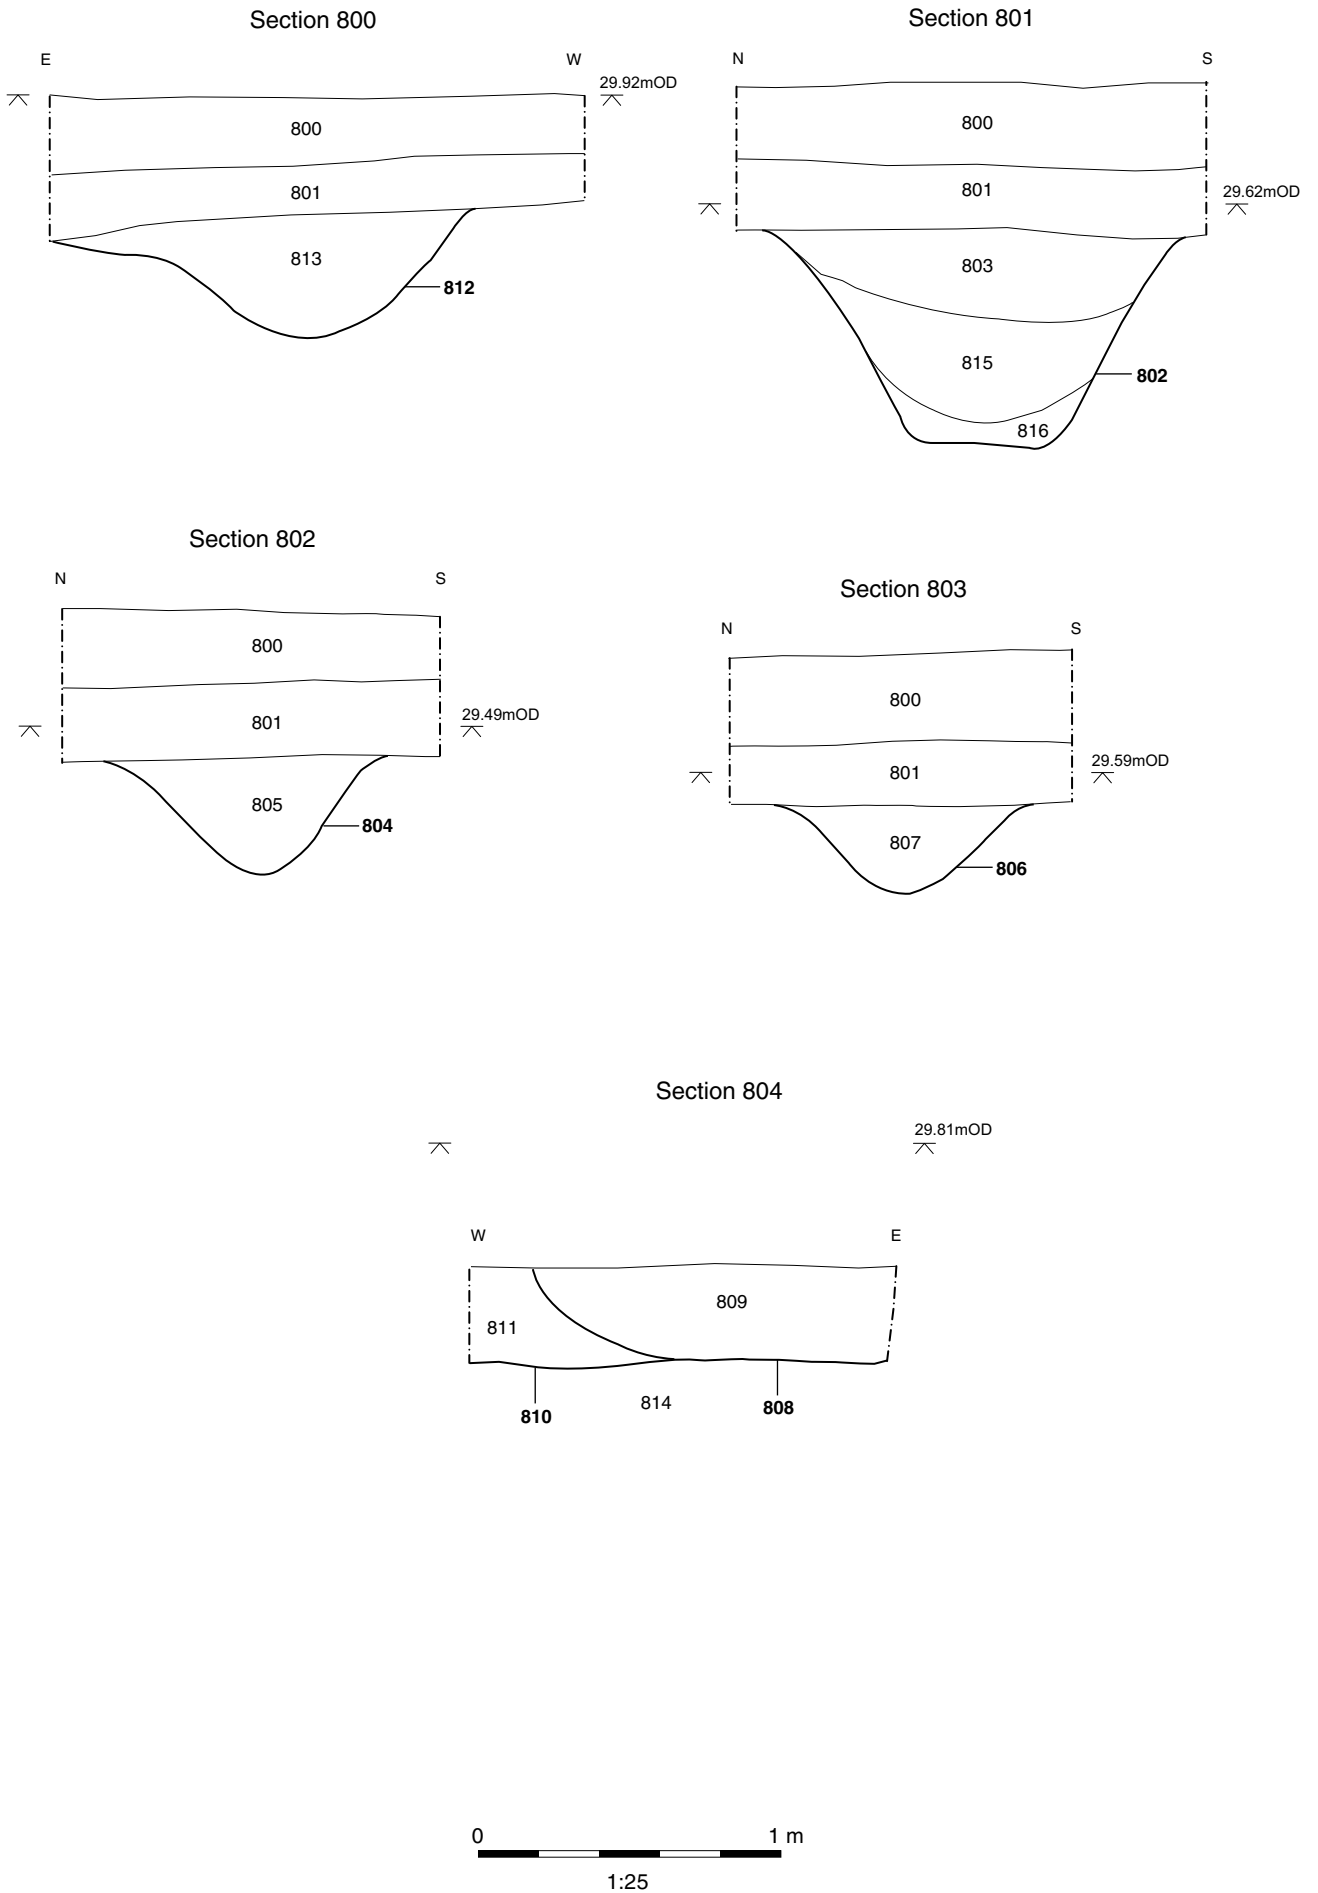 Section 800
E
W
29.92mOD
800
801
813
812
Section 801
N
S
800
801
29.62mOD
803
815
802
816
Section 802
N
S
800
801
29.49mOD
805
804
Section 803
N
S
800
801
29.59mOD
807
806
Section 804
29.81mOD
W
E
809
811
814
810
808
0
1 m
1:25